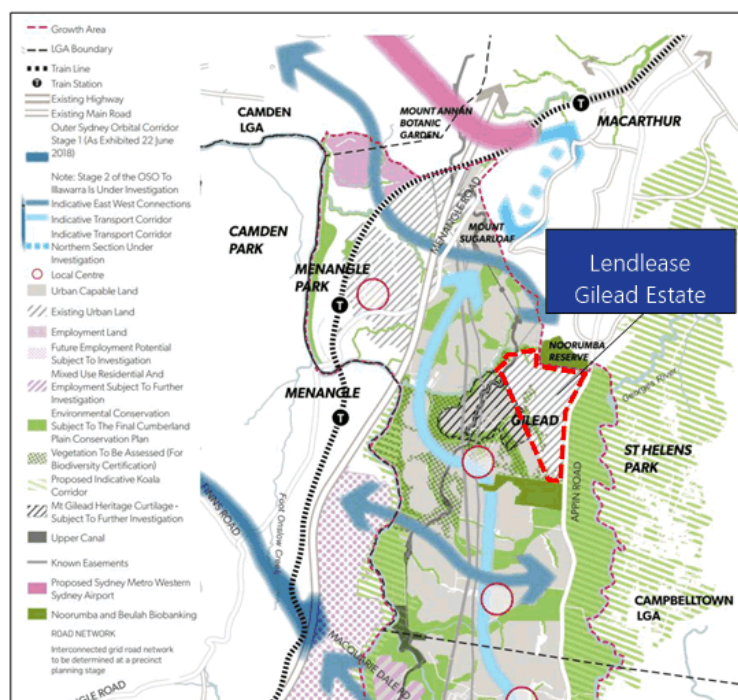 Growth Area
LGA Boundary
Train Line
Train Station
Existing Highway
Existing Main Road
Outer Sydney Orbital Corridor
Stage 1 (As Exhibited 22 June
2018)
Note: Stage 2 of the OSO To
Illawarra Is Under Investigation
Indicative East West Connections
Indicative Transport Corridor
Indicative Transport Corridor
Northern Section Under
Investigation
Local Centre
Urban Capable Land
Existing Urban Land
Employment Land
Future Employment Potential
Subject To Investigation
Mixed Use Residential And
Employment Subject To Further
Investigation
Environmental Conservation
Subject To The Final Cumberland
Plain Conservation Plan
Vegetation To Be Assessed (For
Biodiversity Certification)
Proposed Indicative Koala
Corridor
Mt Gilead Heritage Curtilage -
Subject To Further Investigation
Upper Canal
Known Easements
Proposed Sydney Metro Western
Sydney Airport
Noorumba and Beulah Biobanking
ROAD NETWORK
Interconnected grid road network
to be determined at a precinct
planning stage
CAMDEN
LGA
MOUNT ANNAN
BOTANIC
GARDEN
T
MACARTHUR
CAMDEN
PARK
MENANGLE ROAD
MOUNT
SUGARLOAF
MENANGLE
PARK
T
Lendlease
Gilead Estate
NOORUMBA
RESERVE
Georges River
MENANGLE
T
GILEAD
ST HELENS
PARK
APPIN ROAD
FINNS ROAD
Foot Onslow Creek
CAMPBELLTOWN
LGA
MACQUARIE DALE
ANGLE ROAD